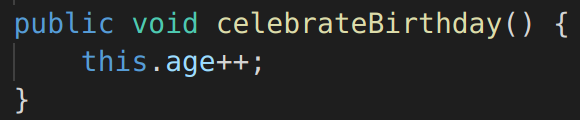 public void celebrateBirthday() {
    this.age++;
}